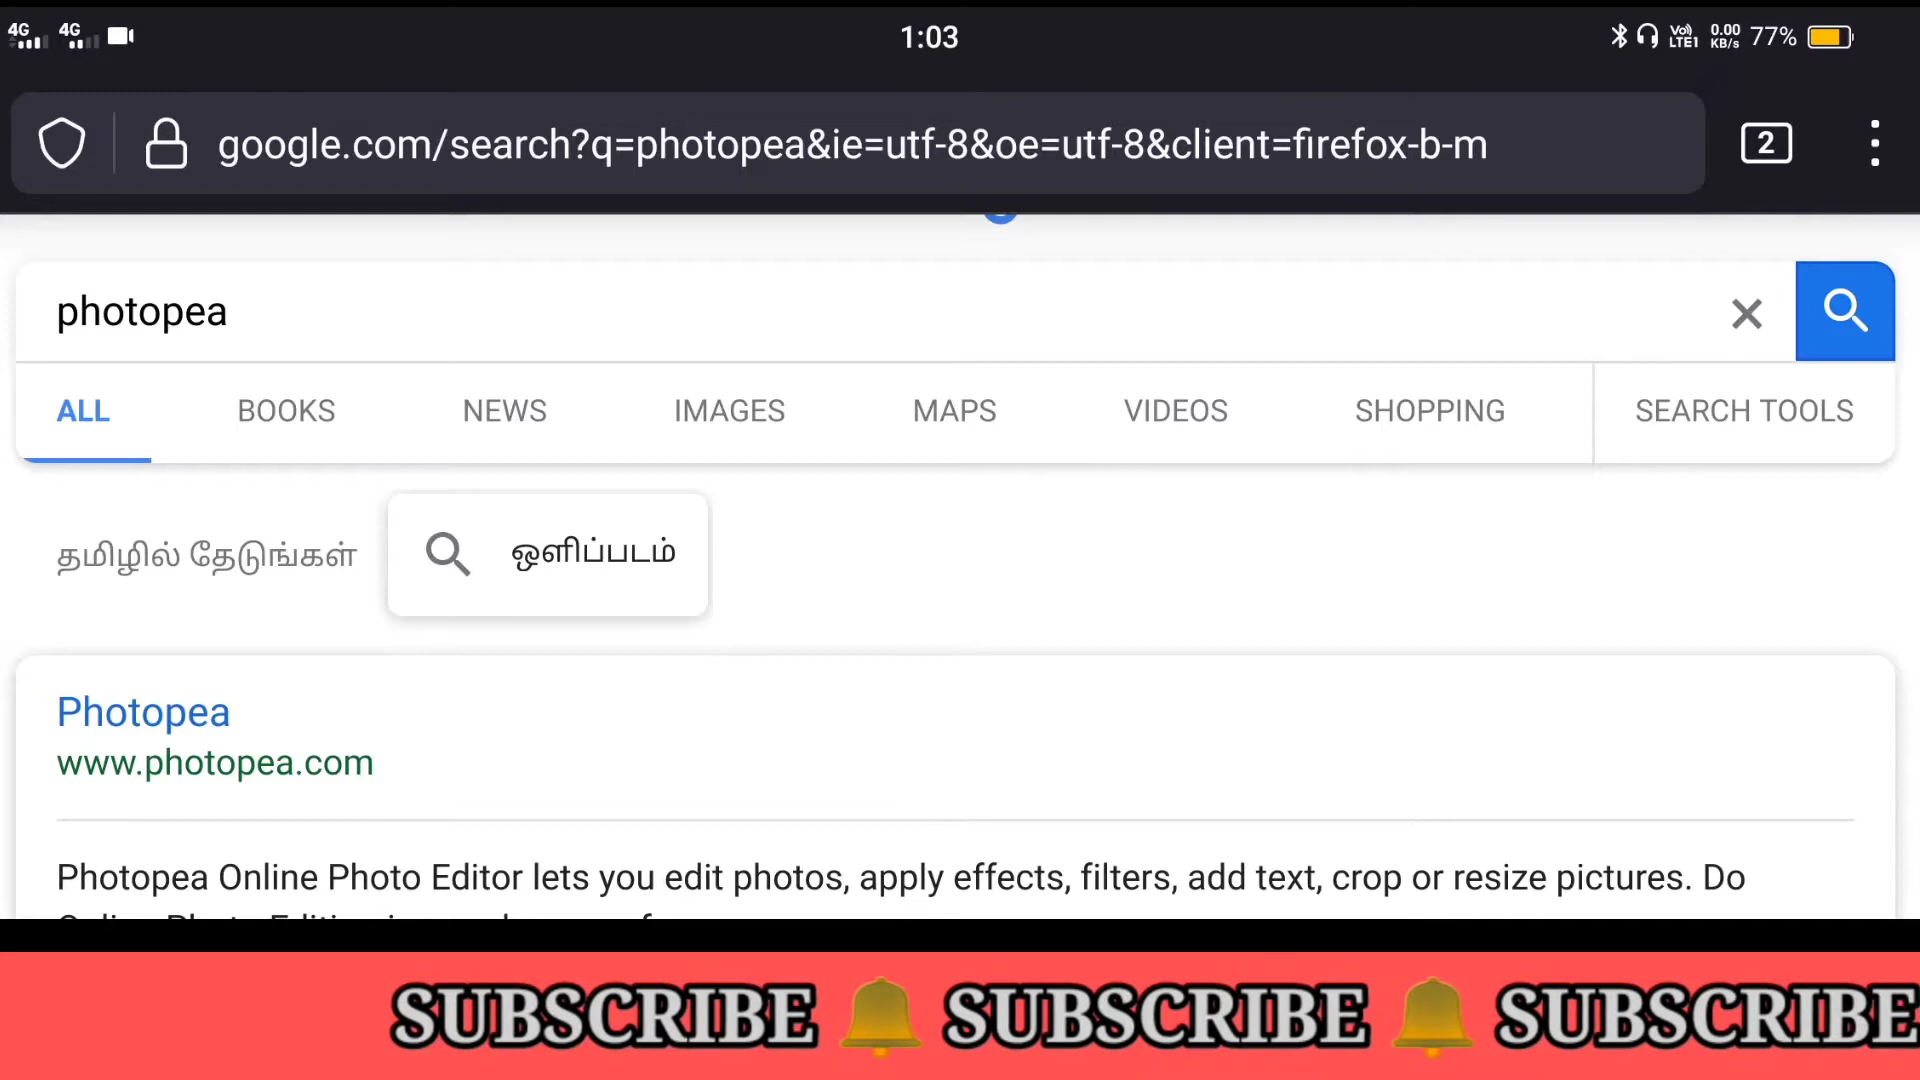 4G 4G 1:03 Vo) LTE1 0.00 KB/s 77%
google.com/search?q=photopea&ie=utf-8&oe=utf-8&client=firefox-b-m 2
photopea
ALL BOOKS NEWS IMAGES MAPS VIDEOS SHOPPING SEARCH TOOLS
தமிழில் தேடுங்கள் ஒளிப்படம்
Photopea
www.photopea.com
Photopea Online Photo Editor lets you edit photos, apply effects, filters, add text, crop or resize pictures. Do
SUBSCRIBE SUBSCRIBE SUBSCRIBE